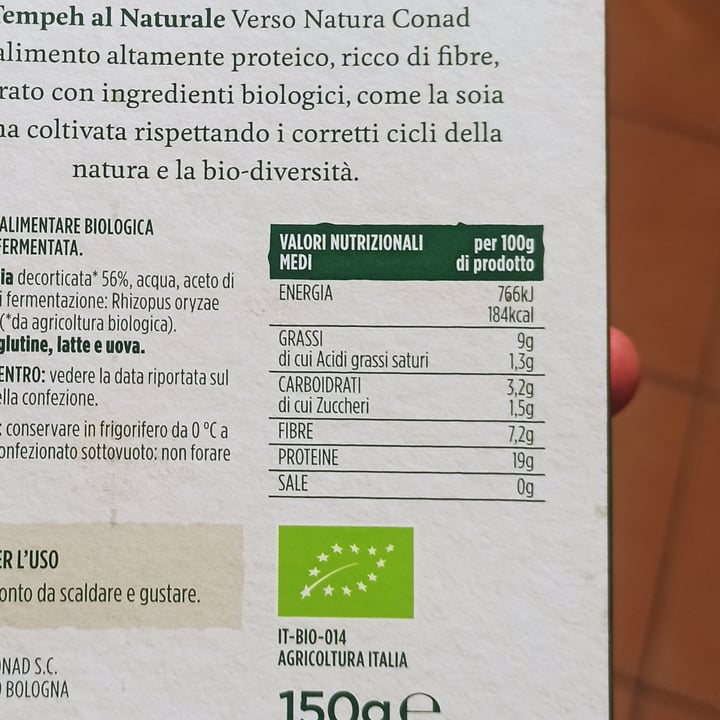 Tempeh al Naturale Verso Natura Conad
alimento altamente proteico, ricco di fibre,
rato con ingredienti biologici, come la soia
na coltivata rispettando i corretti cicli della
natura e la bio-diversità.
ALIMENTARE BIOLOGICA
FERMENTATA.
ia decorticata* 56%, acqua, aceto di
i fermentazione: Rhizopus oryzae
(*da agricoltura biologica).
glutine, latte e uova.
ENTRO: vedere la data riportata sul
lla confezione.
: conservare in frigorifero da 0 °C a
onfezionato sottovuoto: non forare
ER L'USO
onto da scaldare e gustare.
ONAD S.C.
BOLOGNA
VALORI NUTRIZIONALI per 100g
MEDI di prodotto
ENERGIA 766kJ
184kcal
GRASSI 9g
di cui Acidi grassi saturi 1,3g
CARBOIDRATI 3,2g
di cui Zuccheri 1,5g
FIBRE 7,2g
PROTEINE 19g
SALE 0g
IT-BIO-014
AGRICOLTURA ITALIA
150g e